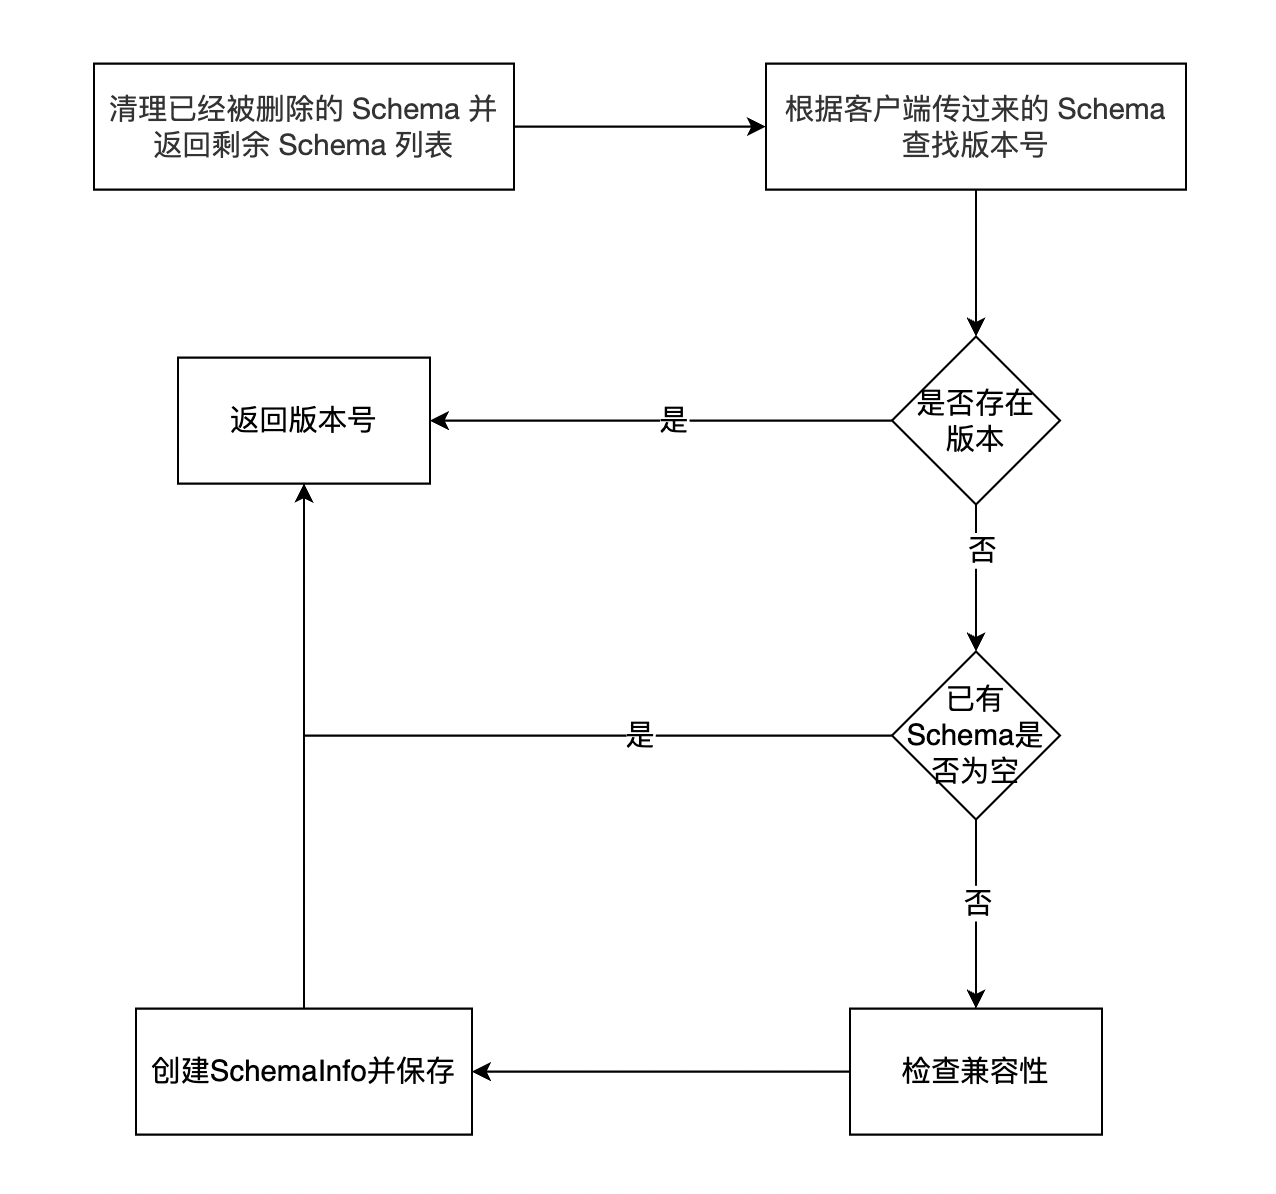 清理已经被删除的 Schema 并
返回剩余 Schema 列表
根据客户端传过来的 Schema
查找版本号
返回版本号
是
是否存在
版本
否
是
已有
Schema是
否为空
否
创建SchemaInfo并保存
检查兼容性